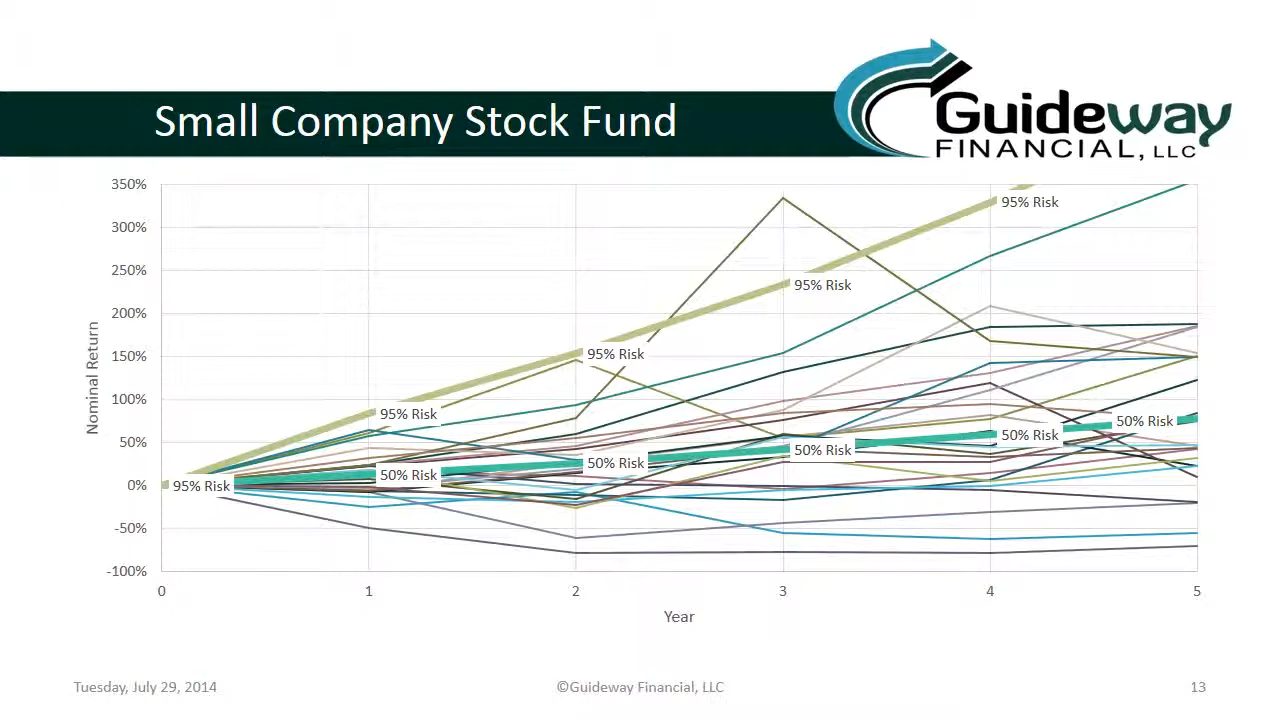 Small Company Stock Fund
Guideway
FINANCIAL, LLC
350%
300%
250%
200%
150%
100%
50%
0%
-50%
-100%
Nominal Return
95% Risk
95% Risk
95% Risk
95% Risk
95% Risk
50% Risk
50% Risk
50% Risk
50% Risk
50% Risk
0
1
2
3
4
5
Year
Tuesday, July 29, 2014
©Guideway Financial, LLC
13